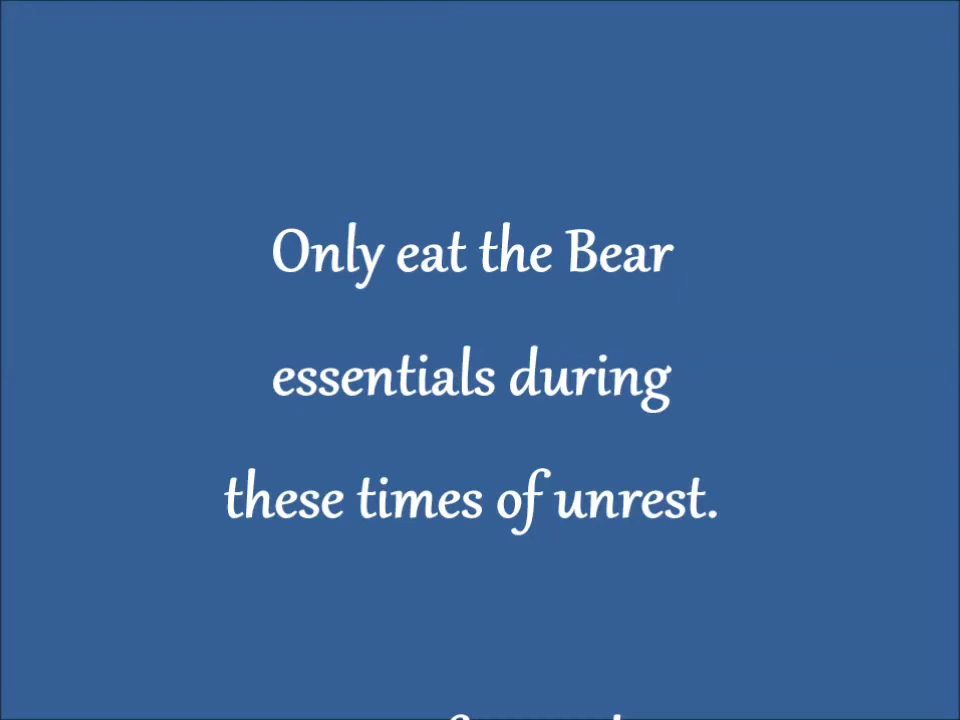 Only eat the Bear
essentials during
these times of unrest.